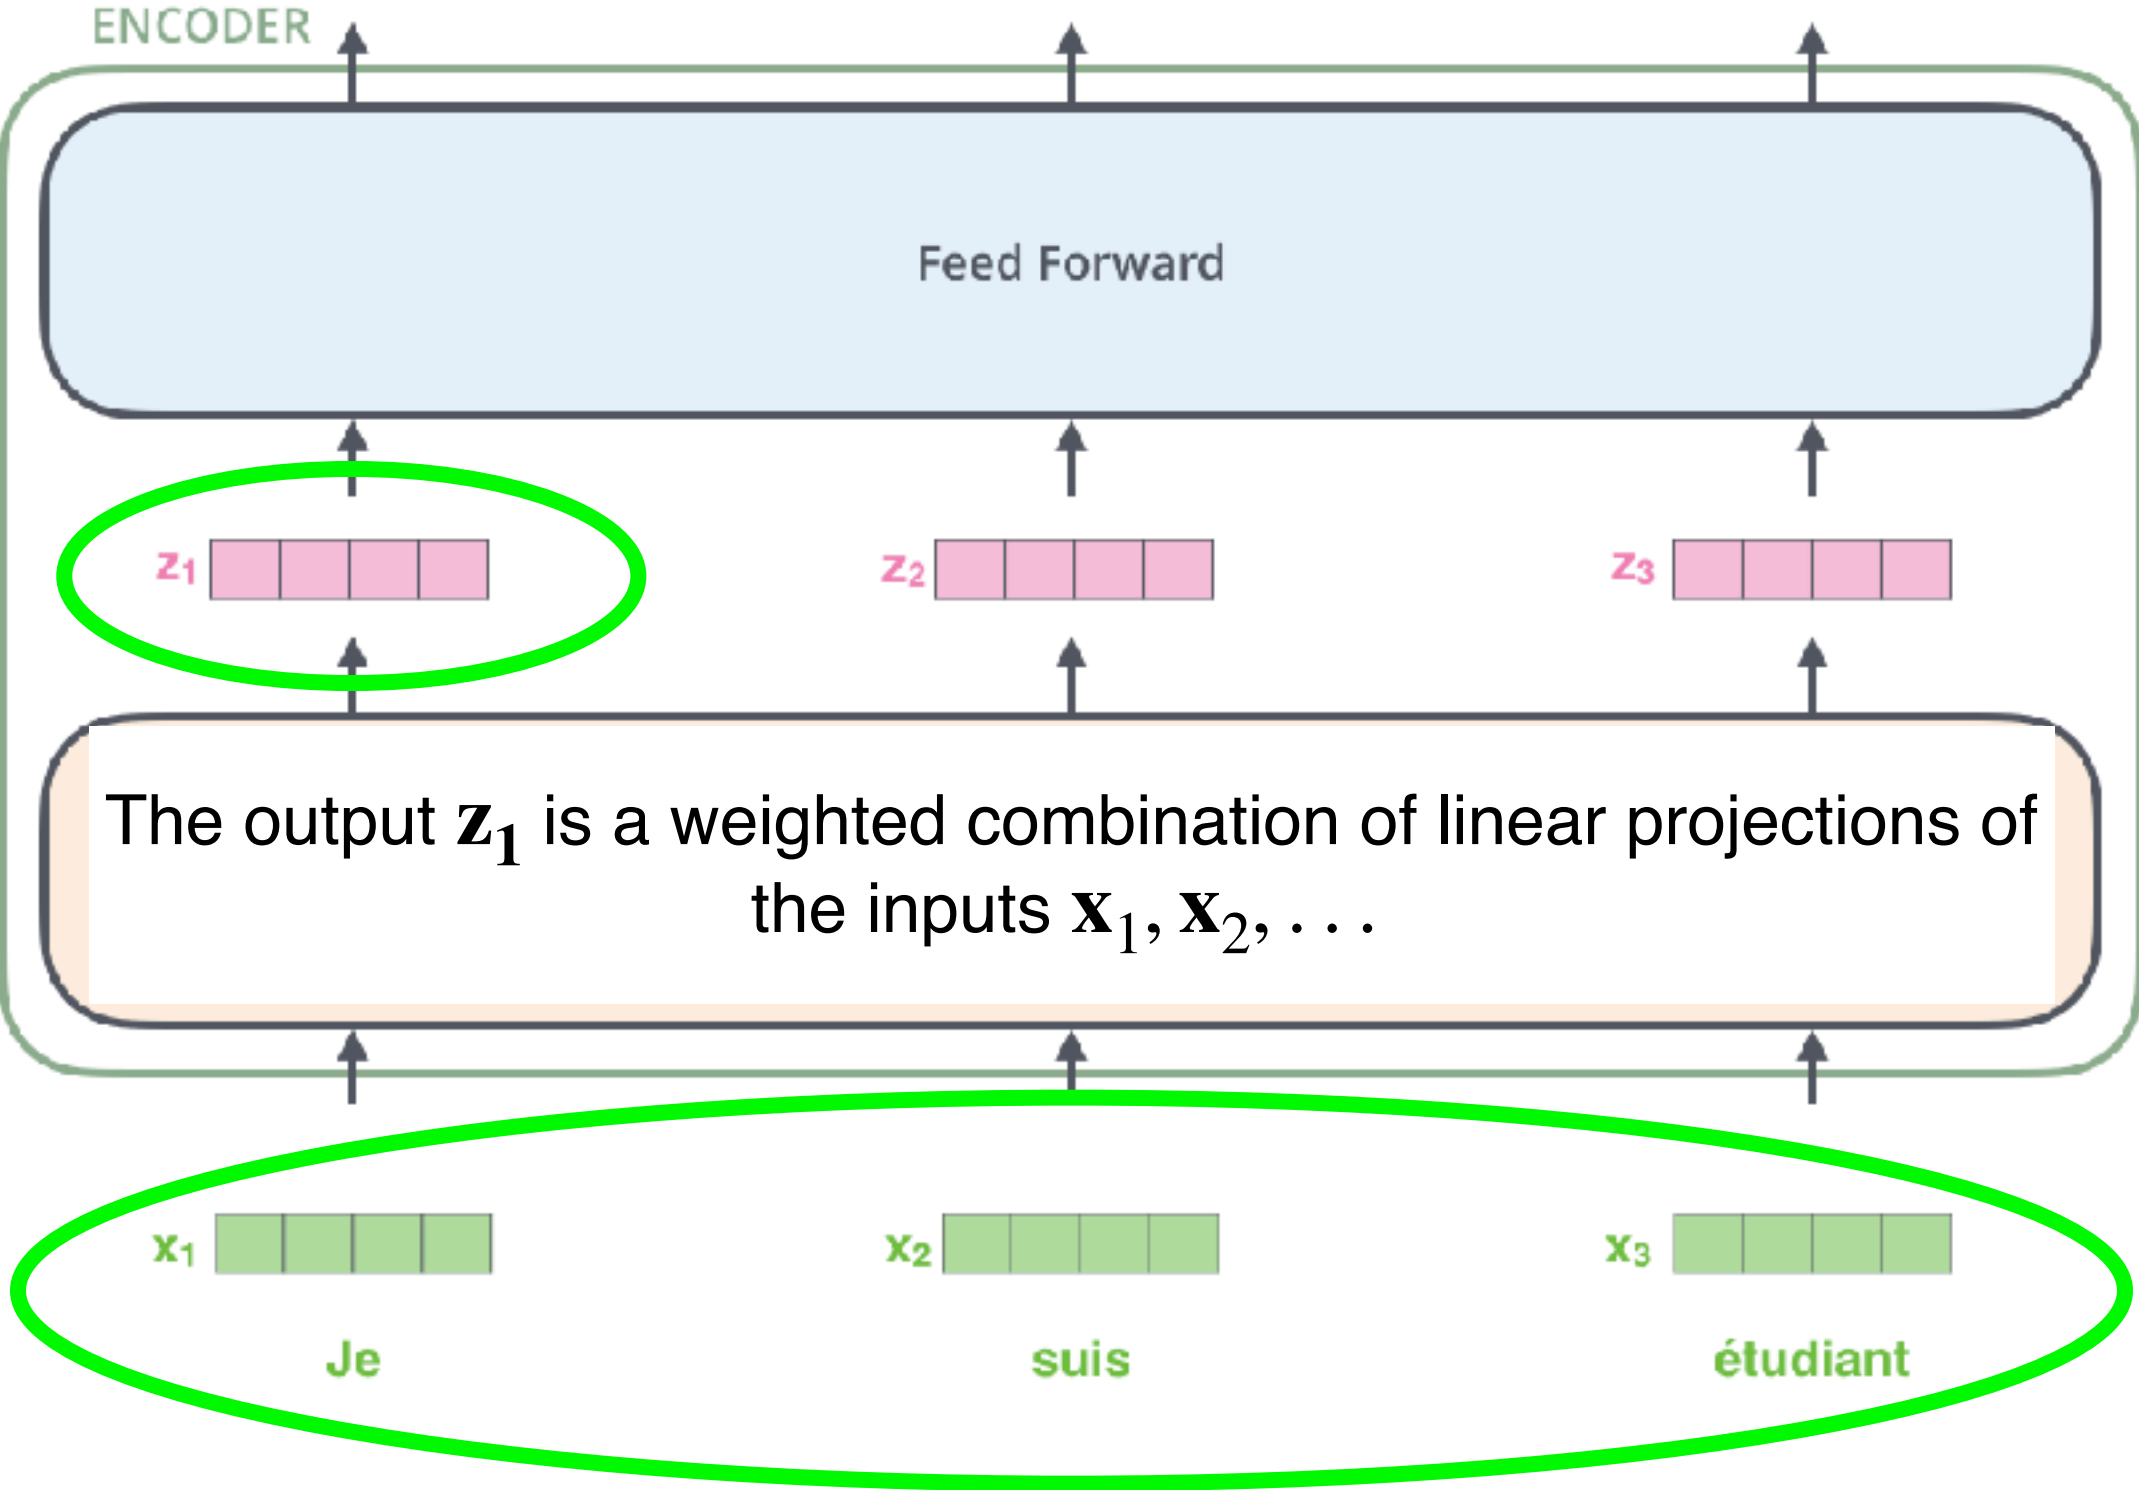 ENCODER
Feed Forward
z₁ z₂ z₃
The output z₁ is a weighted combination of linear projections of
the inputs x₁, x₂, . . .
x₁ x₂ x₃
Je suis étudiant